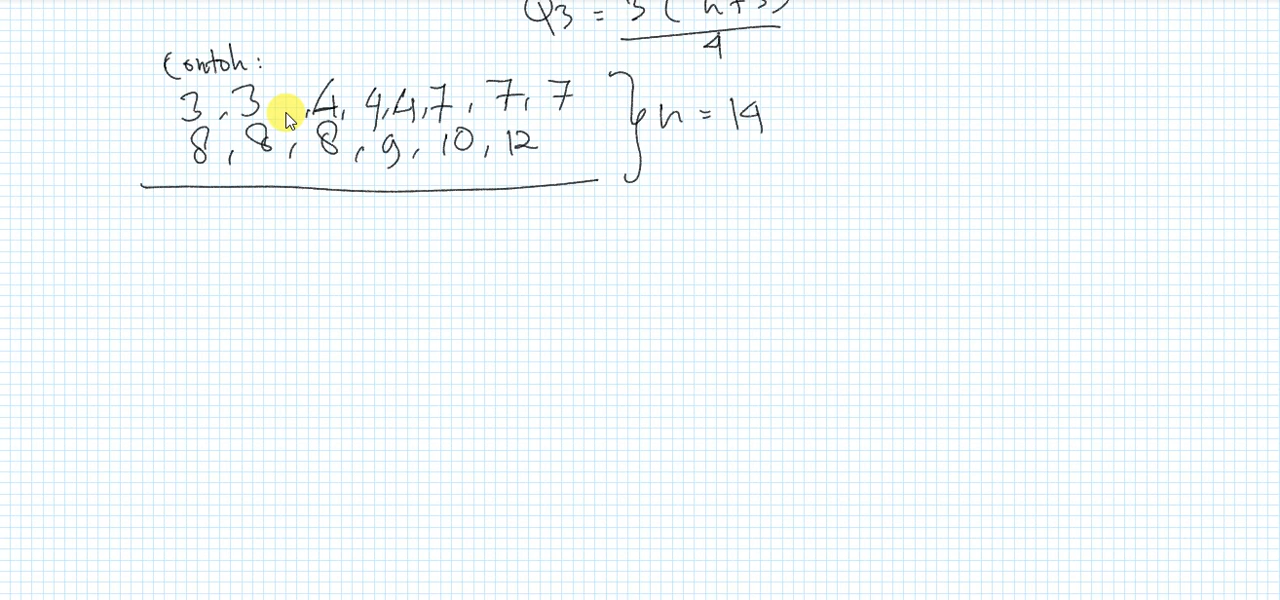 Q3 = 3 ( n+3)
4
Contoh:
3, 3, 4, 4, 4, 7, 7, 7
8, 8, 8, 9, 10, 12
} n = 14